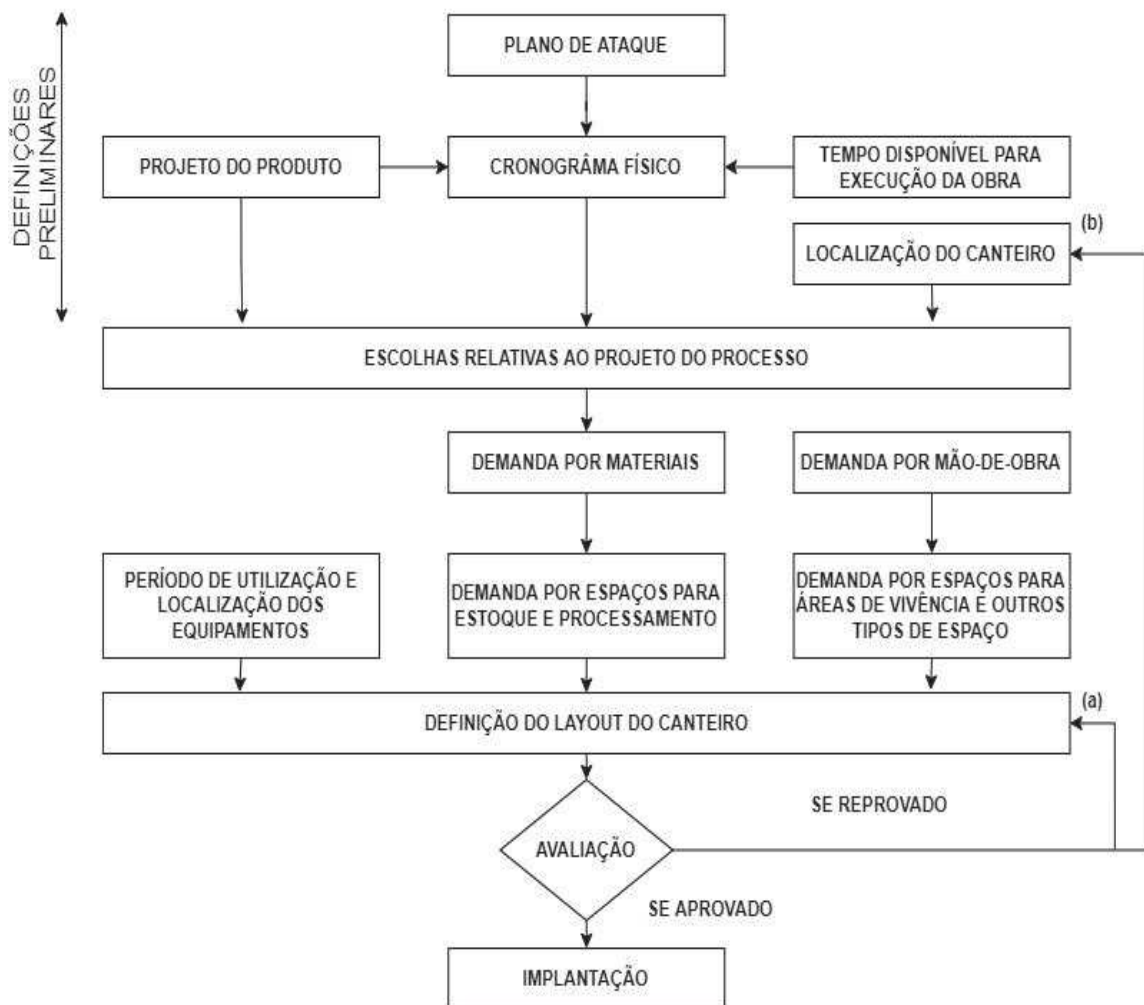 DEFINIÇÕES
PRELIMINARES
PLANO DE ATAQUE
PROJETO DO PRODUTO
CRONOGRÂMA FÍSICO
TEMPO DISPONÍVEL PARA
EXECUÇÃO DA OBRA
(b)
LOCALIZAÇÃO DO CANTEIRO
ESCOLHAS RELATIVAS AO PROJETO DO PROCESSO
DEMANDA POR MATERIAIS
DEMANDA POR MÃO-DE-OBRA
PERÍODO DE UTILIZAÇÃO E
LOCALIZAÇÃO DOS
EQUIPAMENTOS
DEMANDA POR ESPAÇOS PARA
ESTOQUE E PROCESSAMENTO
DEMANDA POR ESPAÇOS PARA
ÁREAS DE VIVÊNCIA E OUTROS
TIPOS DE ESPAÇO
(a)
DEFINIÇÃO DO LAYOUT DO CANTEIRO
SE REPROVADO
AVALIAÇÃO
SE APROVADO
IMPLANTAÇÃO